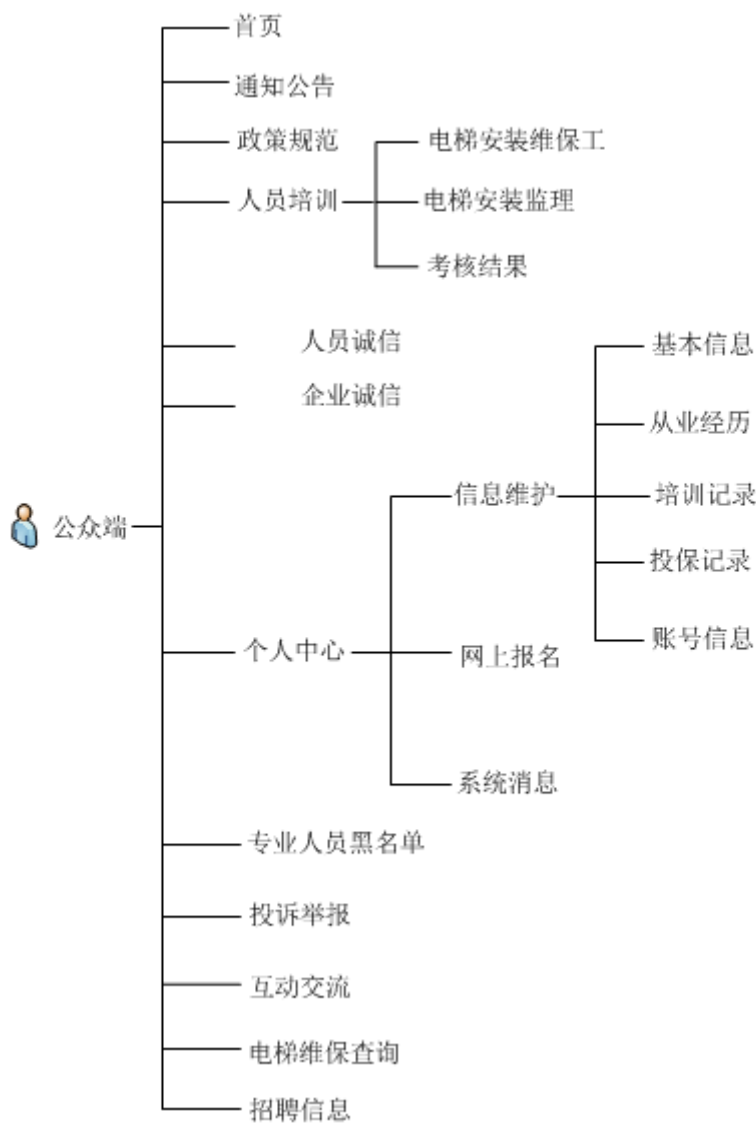 首页
通知公告
政策规范
电梯安装维保工
人员培训
电梯安装监理
考核结果
人员诚信
基本信息
企业诚信
从业经历
信息维护
培训记录
公众端
投保记录
账号信息
个人中心
网上报名
系统消息
专业人员黑名单
投诉举报
互动交流
电梯维保查询
招聘信息